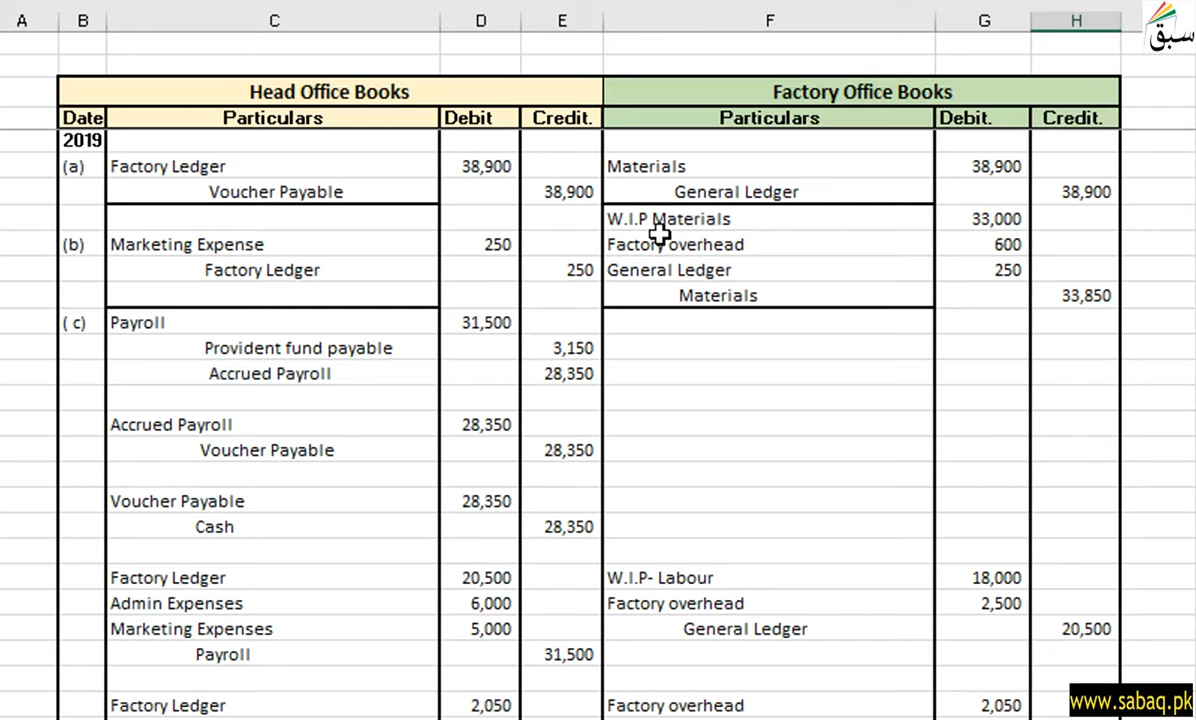 A B C D E F G H
سبق
Head Office Books Factory Office Books
Date Particulars Debit Credit. Particulars Debit. Credit.
2019
(a) Factory Ledger 38,900 Materials 38,900
Voucher Payable 38,900 General Ledger 38,900
W.I.P Materials 33,000
(b) Marketing Expense 250 Factory overhead 600
Factory Ledger 250 General Ledger 250
Materials 33,850
( c) Payroll 31,500
Provident fund payable 3,150
Accrued Payroll 28,350
Accrued Payroll 28,350
Voucher Payable 28,350
Voucher Payable 28,350
Cash 28,350
Factory Ledger 20,500 W.I.P- Labour 18,000
Admin Expenses 6,000 Factory overhead 2,500
Marketing Expenses 5,000 General Ledger 20,500
Payroll 31,500
Factory Ledger 2,050 Factory overhead 2,050
www.sabaq.pk